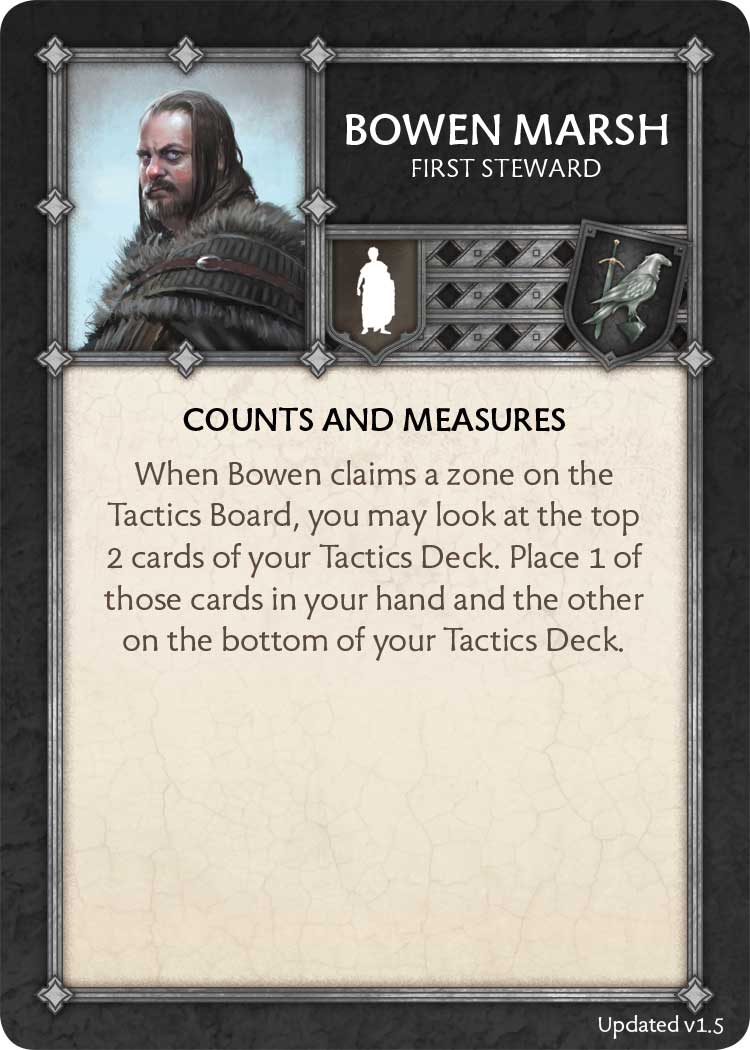 BOWEN MARSH
FIRST STEWARD
COUNTS AND MEASURES
When Bowen claims a zone on the
Tactics Board, you may look at the top
2 cards of your Tactics Deck. Place 1 of
those cards in your hand and the other
on the bottom of your Tactics Deck.
Updated v1.5